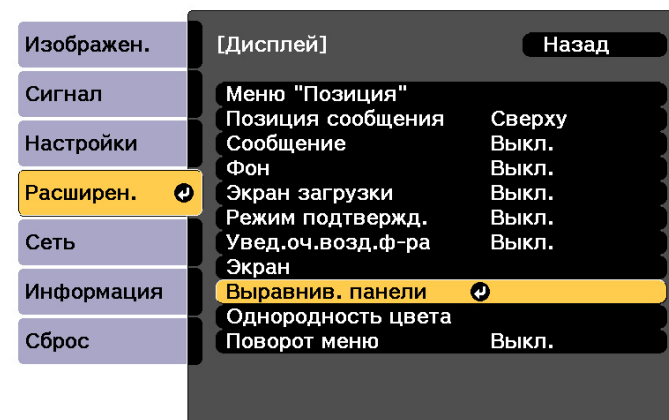 Изображен.
Сигнал
Настройки
Расширен.
Сеть
Информация
Сброс
[Дисплей] Назад
Меню "Позиция"
Позиция сообщения Сверху
Сообщение Выкл.
Фон Выкл.
Экран загрузки Выкл.
Режим подтвержд. Выкл.
Увед.оч.возд.ф-ра Выкл.
Экран
Выравнив. панели
Однородность цвета
Поворот меню Выкл.